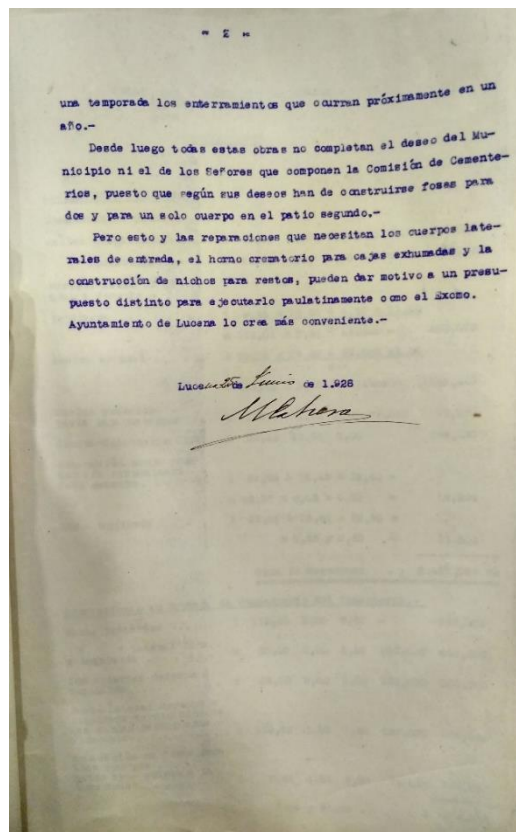 " 2 "
una temporada los enterramientos que ocurran próximamente en un
año.-
Desde luego todas estas obras no completan el deseo del Mu-
nicipio ni el de los Señores que componen la Comisión de Cemente-
rios, puesto que según sus deseos han de construirse fosas para
dos y para un solo cuerpo en el patio segundo.-
Pero esto y las reparaciones que necesitan los cuerpos late-
rales de entrada, el horno crematorio para cajas exhumadas y la
construcción de nichos para restos, pueden dar motivo a un presu-
puesto distinto para ejecutarlo paulatinamente como el Excmo.
Ayuntamiento de Lucena lo crea más conveniente.-
Lucena de Junio de 1.928